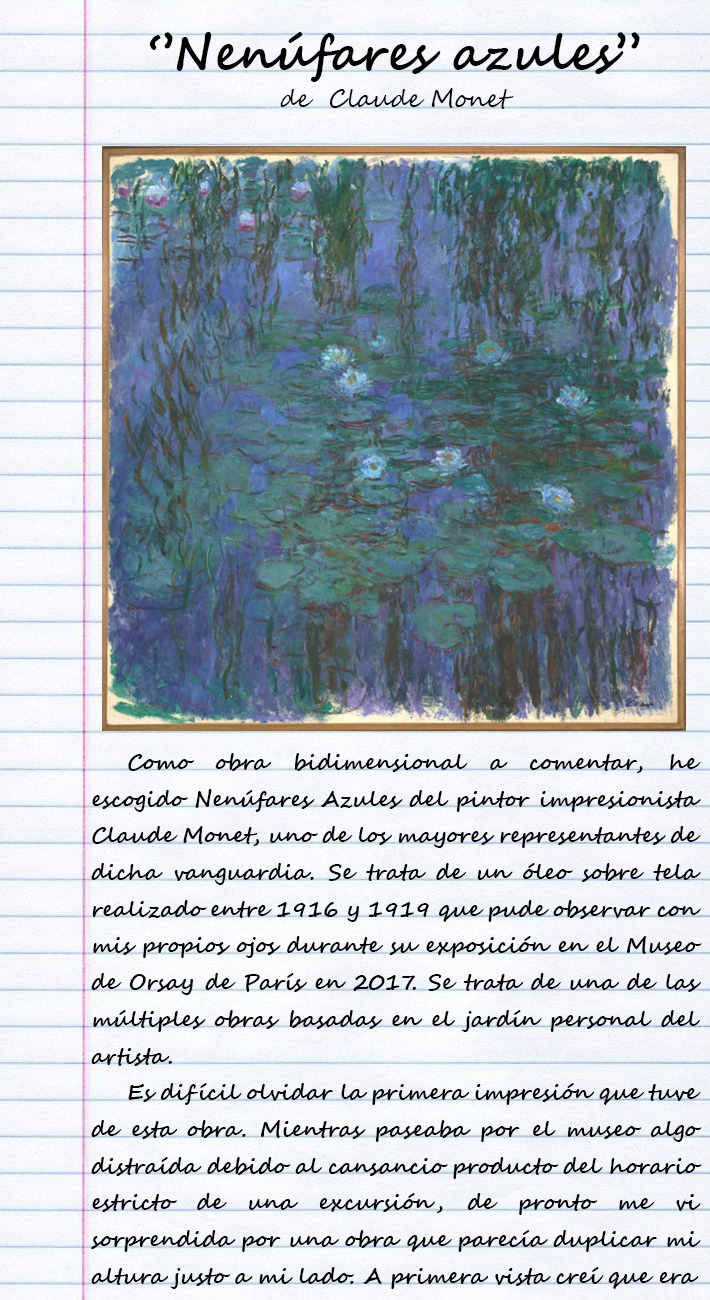 ‘’Nenúfares azules’’
de Claude Monet
Como obra bidimensional a comentar, he
escogido Nenúfares Azules del pintor impresionista
Claude Monet, uno de los mayores representantes de
dicha vanguardia. Se trata de un óleo sobre tela
realizado entre 1916 y 1919 que pude observar con
mis propios ojos durante su exposición en el Museo
de Orsay de París en 2017. Se trata de una de las
múltiples obras basadas en el jardín personal del
artista.
Es difícil olvidar la primera impresión que tuve
de esta obra. Mientras paseaba por el museo algo
distraída debido al cansancio producto del horario
estricto de una excursión, de pronto me vi
sorprendida por una obra que parecía duplicar mi
altura justo a mi lado. A primera vista creí que era